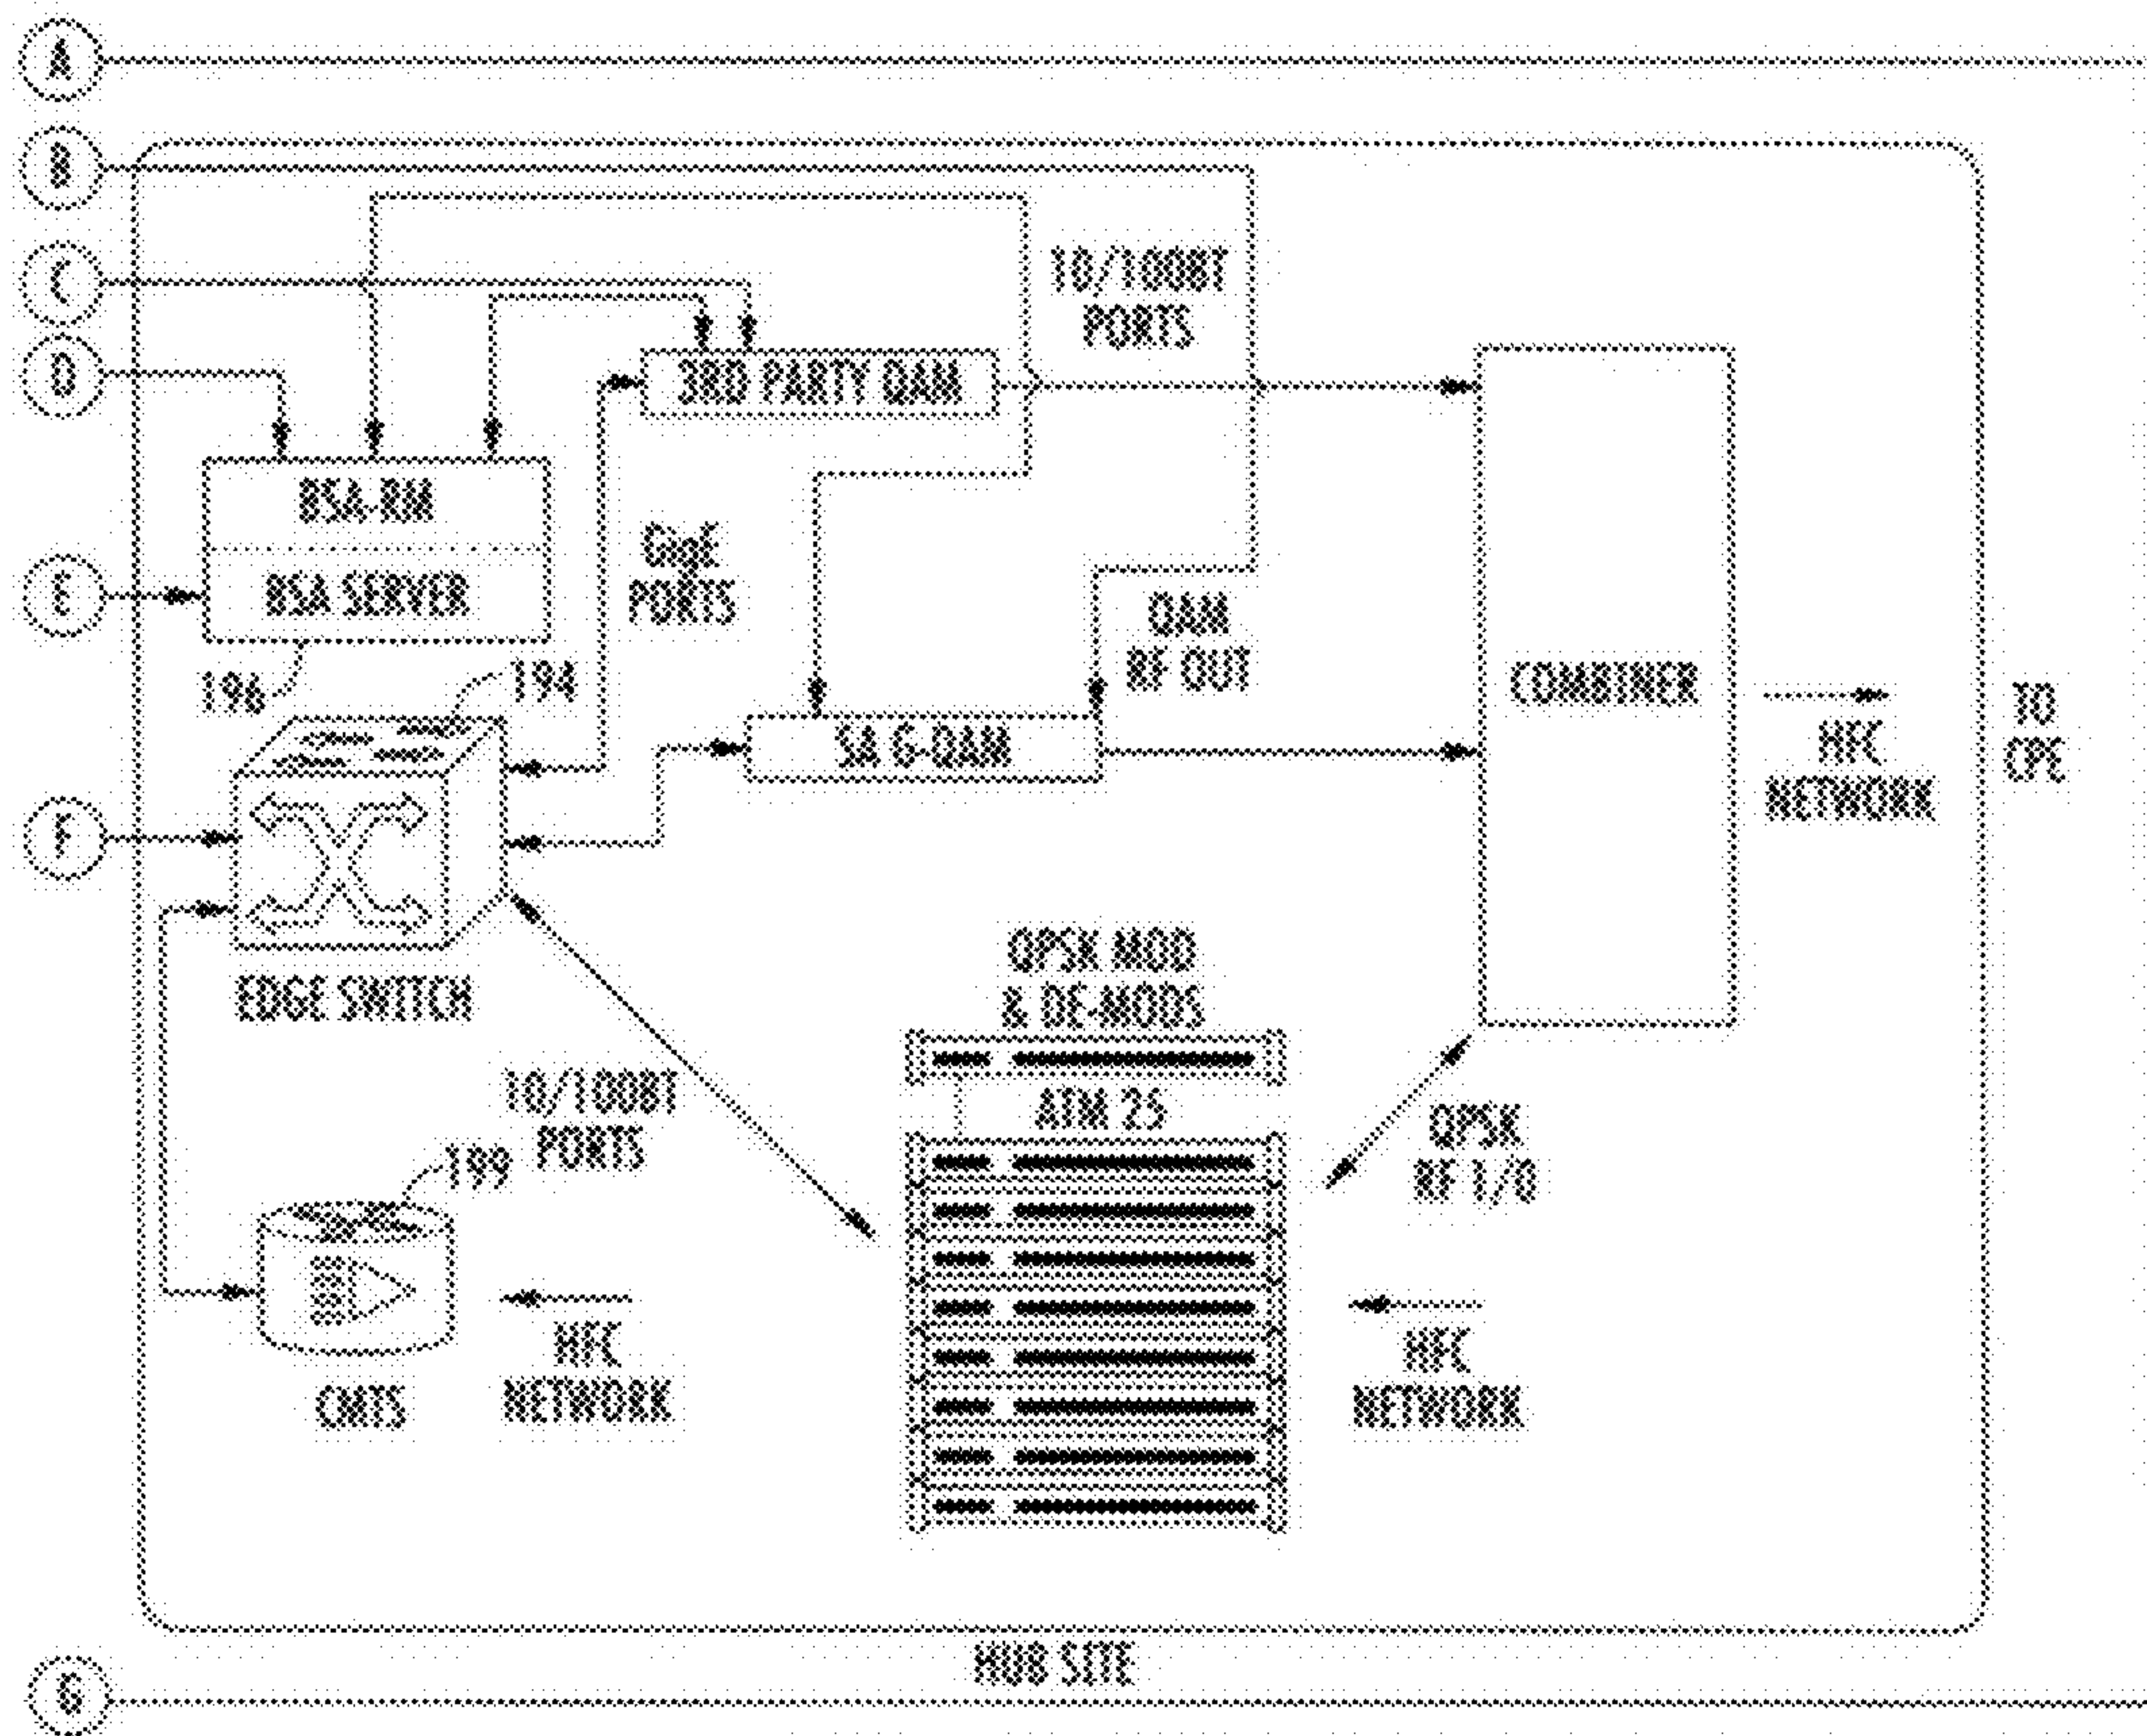 A
B
C
D
E
F
G
10/100BT
PORTS
3RD PARTY QAM
BSA-RM
BSA SERVER
GigE
PORTS
QAM
RF OUT
196
194
SA G-QAM
COMBINER
HFC
NETWORK
TO
CPE
EDGE SWITCH
QPSK MOD
& DE-MODS
ATM 25
10/100BT
PORTS
199
QPSK
RF I/O
CMTS
HFC
NETWORK
HFC
NETWORK
HUB SITE